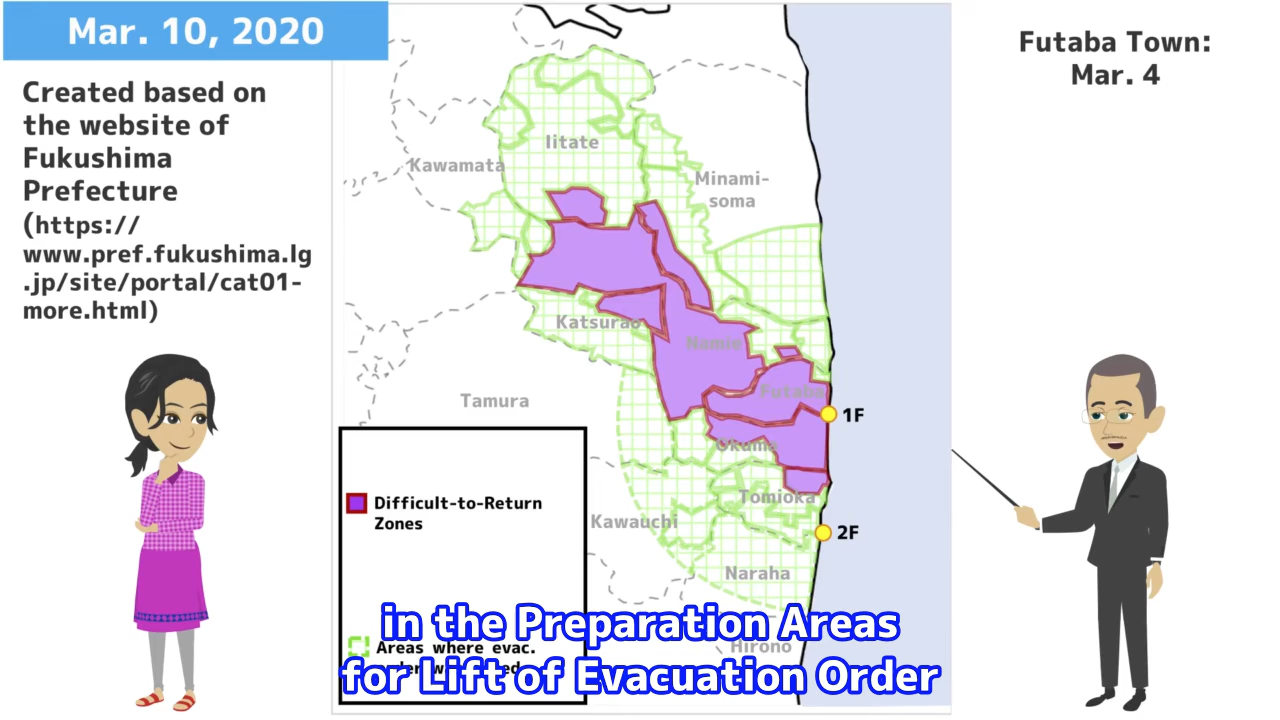 Mar. 10, 2020
Created based on
the website of
Fukushima
Prefecture
(https://
www.pref.fukushima.lg
.jp/site/portal/cat01-
more.html)
Futaba Town:
Mar. 4
Iitate
Kawamata
Minami-
soma
Katsurao
Namie
Futaba
Tamura
1F
Okuma
Tomioka
Kawauchi
2F
Naraha
Hirono
Difficult-to-Return
Zones
Areas where evac.
in the Preparation Areas
for Lift of Evacuation Order